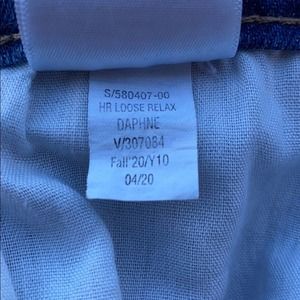 S/580407-00
HR LOOSE RELAX
DAPHNE
V/307084
Fall'20/Y10
04/20